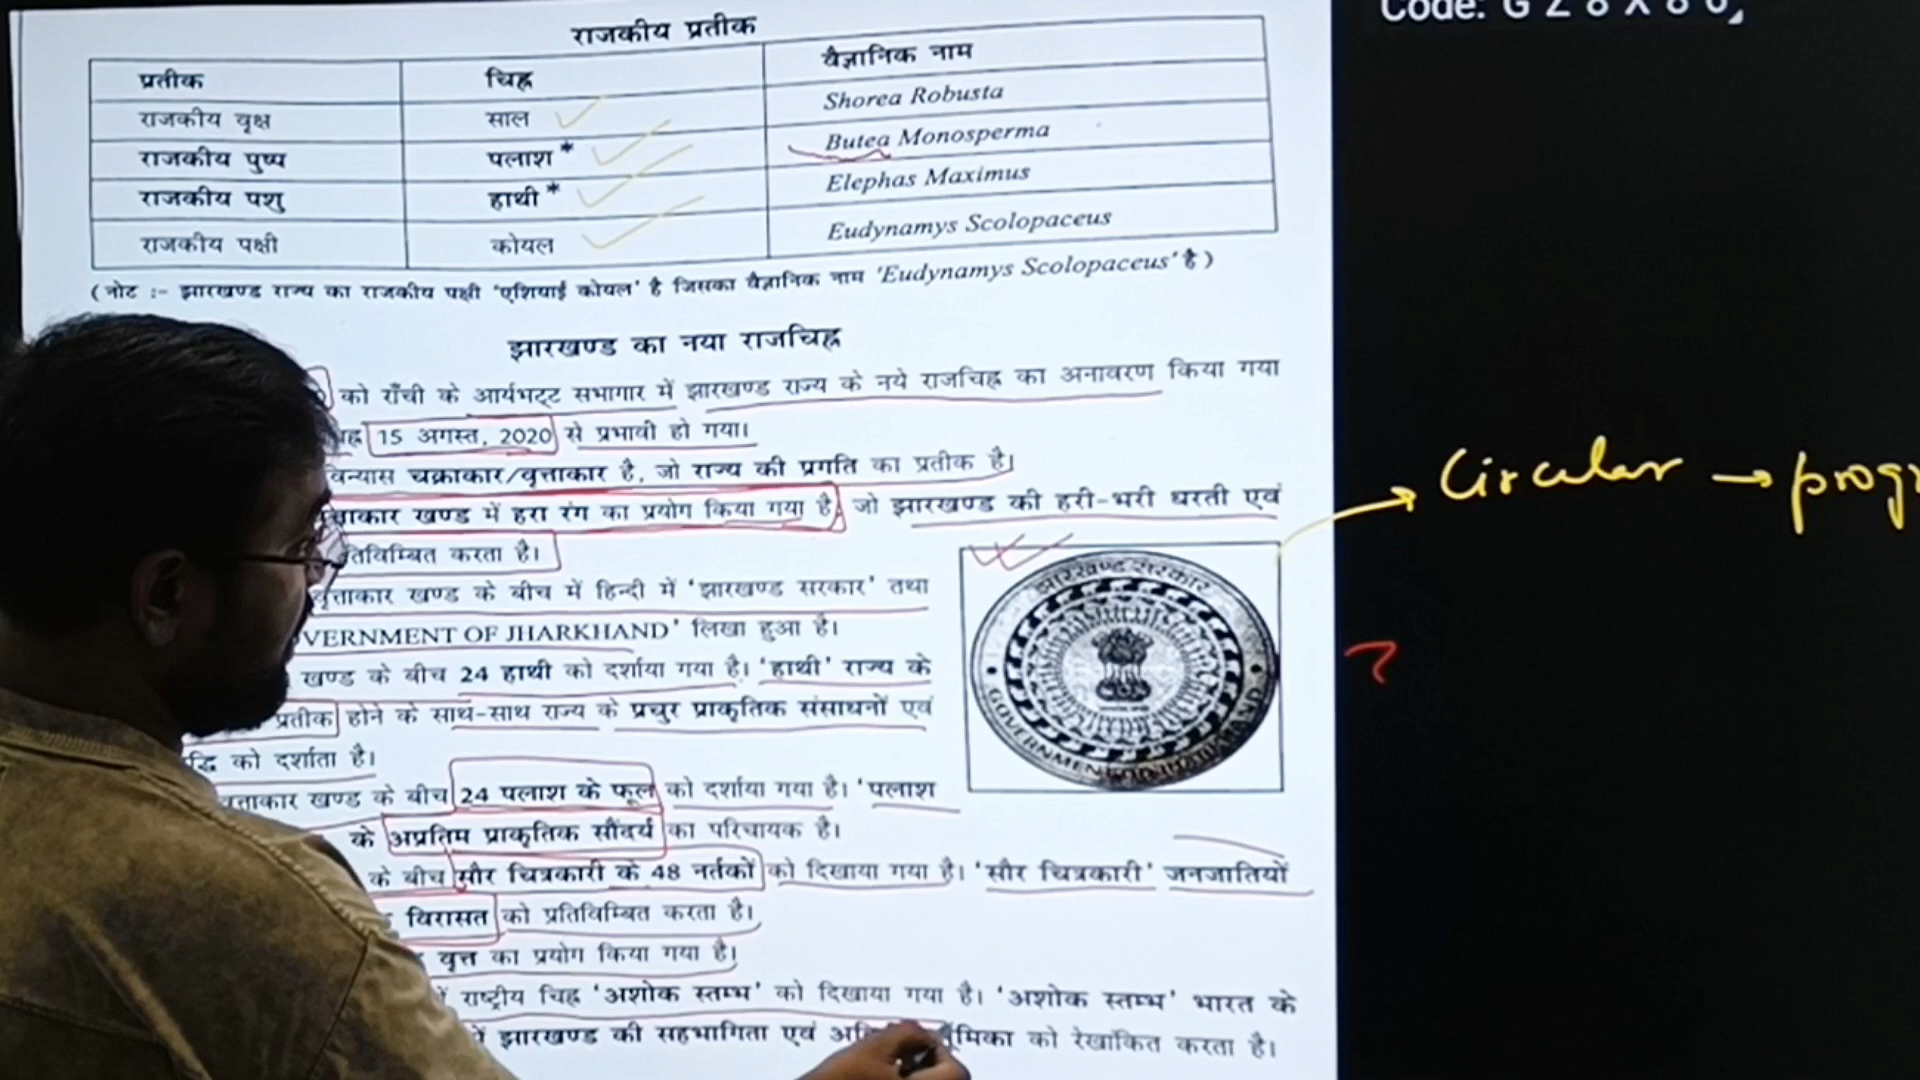 Code: G Z 8 X 8 0
राजकीय प्रतीक
प्रतीक चिह्न वैज्ञानिक नाम
राजकीय वृक्ष साल Shorea Robusta
राजकीय पुष्प पलाश* Butea Monosperma
राजकीय पशु हाथी* Elephas Maximus
राजकीय पक्षी कोयल Eudynamys Scolopaceus
(नोट :- झारखण्ड राज्य का राजकीय पक्षी 'एशियाई कोयल' है जिसका वैज्ञानिक नाम 'Eudynamys Scolopaceus' है)
झारखण्ड का नया राजचिह्न
को राँची के आर्यभट्ट सभागार में झारखण्ड राज्य के नये राजचिह्न का अनावरण किया गया
15 अगस्त, 2020 से प्रभावी हो गया।
विन्यास चक्राकार/वृत्ताकार है, जो राज्य की प्रगति का प्रतीक है।
Circular → progr
खण्ड में हरा रंग का प्रयोग किया गया है, जो झारखण्ड की हरी-भरी धरती एवं
करता है।
वृत्ताकार खण्ड के बीच में हिन्दी में 'झारखण्ड सरकार' तथा
VERNMENT OF JHARKHAND' लिखा हुआ है।
खण्ड के बीच 24 हाथी को दर्शाया गया है। 'हाथी' राज्य के
प्रतीक होने के साथ-साथ राज्य के प्रचुर प्राकृतिक संसाधनों एवं
को दर्शाता है।
खण्ड के बीच 24 पलाश के फूल को दर्शाया गया है। 'पलाश
के अप्रतिम प्राकृतिक सौंदर्य का परिचायक है।
के बीच सौर चित्रकारी के 48 नर्तकों को दिखाया गया है। 'सौर चित्रकारी' जनजातियों
विरासत को प्रतिविम्बित करता है।
वृत्त का प्रयोग किया गया है।
राष्ट्रीय चिह्न 'अशोक स्तम्भ' को दिखाया गया है। 'अशोक स्तम्भ' भारत के
झारखण्ड की सहभागिता एवं को रेखांकित करता है।
झारखण्ड सरकार
GOVERNMENT OF JHARKHAND